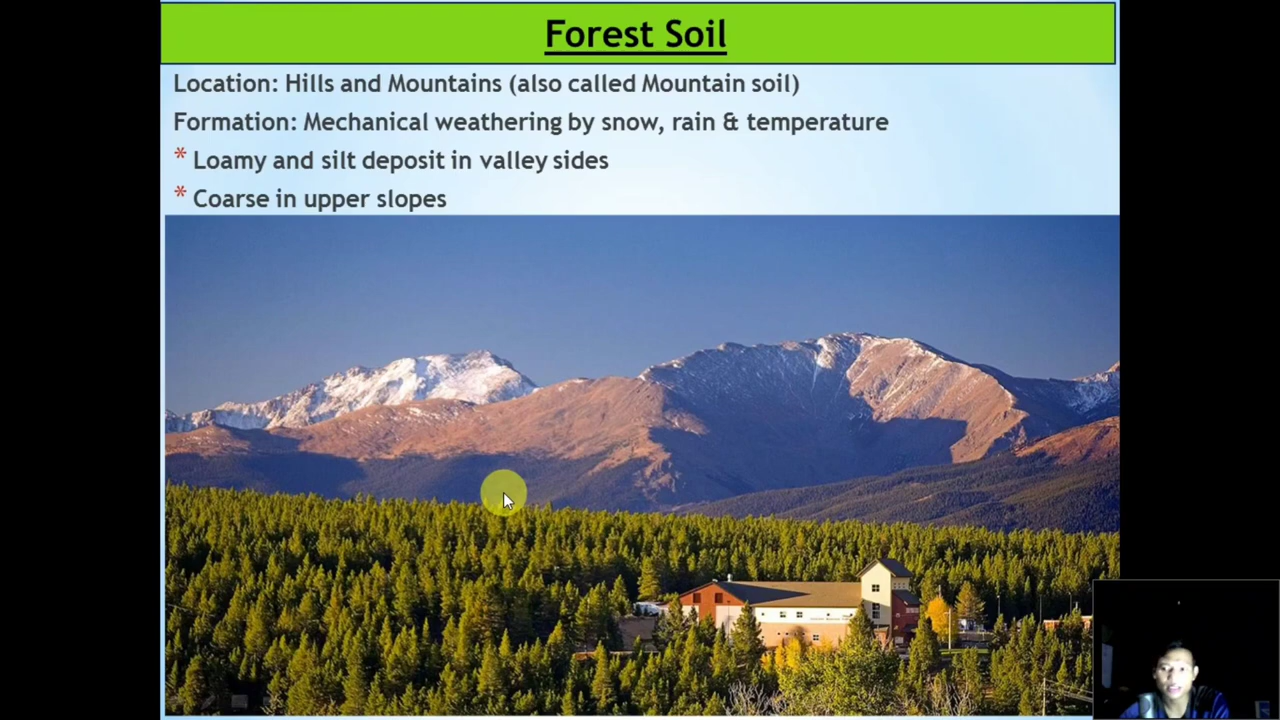 Forest Soil
Location: Hills and Mountains (also called Mountain soil)
Formation: Mechanical weathering by snow, rain & temperature
* Loamy and silt deposit in valley sides
* Coarse in upper slopes